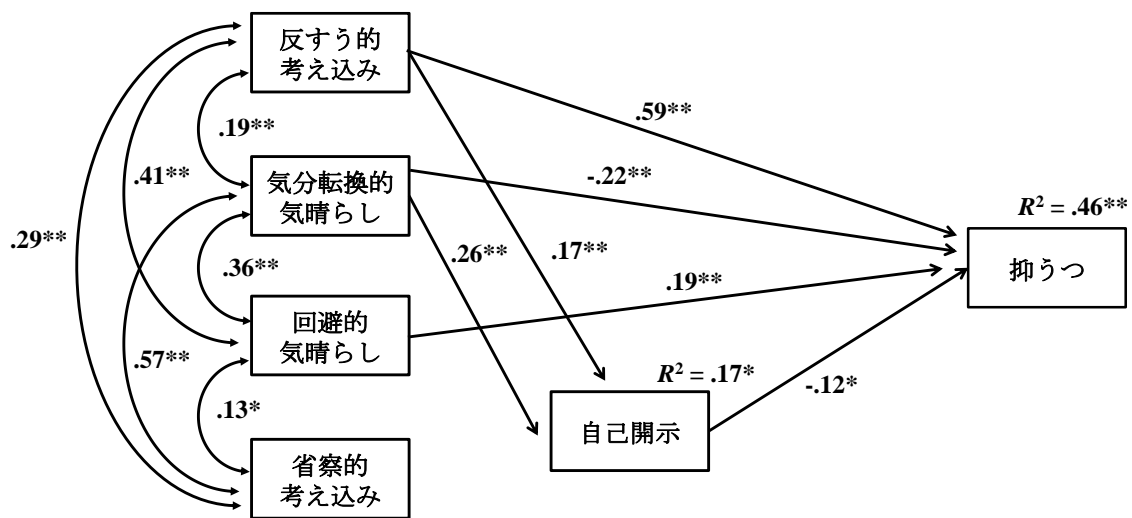 反すう的
考え込み
.59**
.19**
.41**
気分転換的
気晴らし
-.22**
R² = .46**
.29**
.26**
.17**
抑うつ
.36**
.19**
回避的
気晴らし
.57**
R² = .17*
-.12*
.13*
自己開示
省察的
考え込み